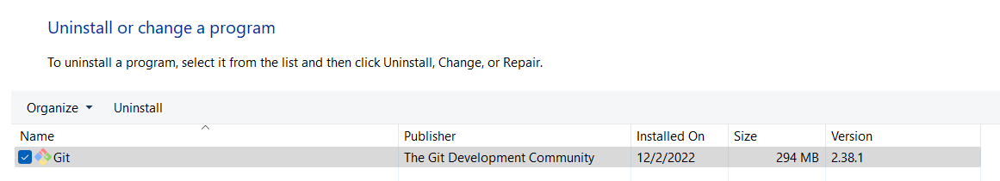 Uninstall or change a program
To uninstall a program, select it from the list and then click Uninstall, Change, or Repair.
Organize Uninstall
Name Publisher Installed On Size Version
Git The Git Development Community 12/2/2022 294 MB 2.38.1